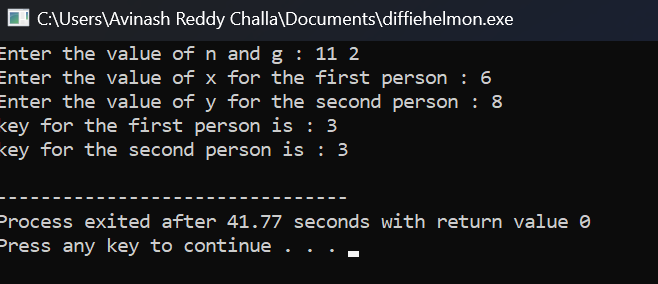 C:\Users\Avinash Reddy Challa\Documents\diffiehelmon.exe
Enter the value of n and g : 11 2
Enter the value of x for the first person : 6
Enter the value of y for the second person : 8
key for the first person is : 3
key for the second person is : 3
--------------------------------
Process exited after 41.77 seconds with return value 0
Press any key to continue . . .